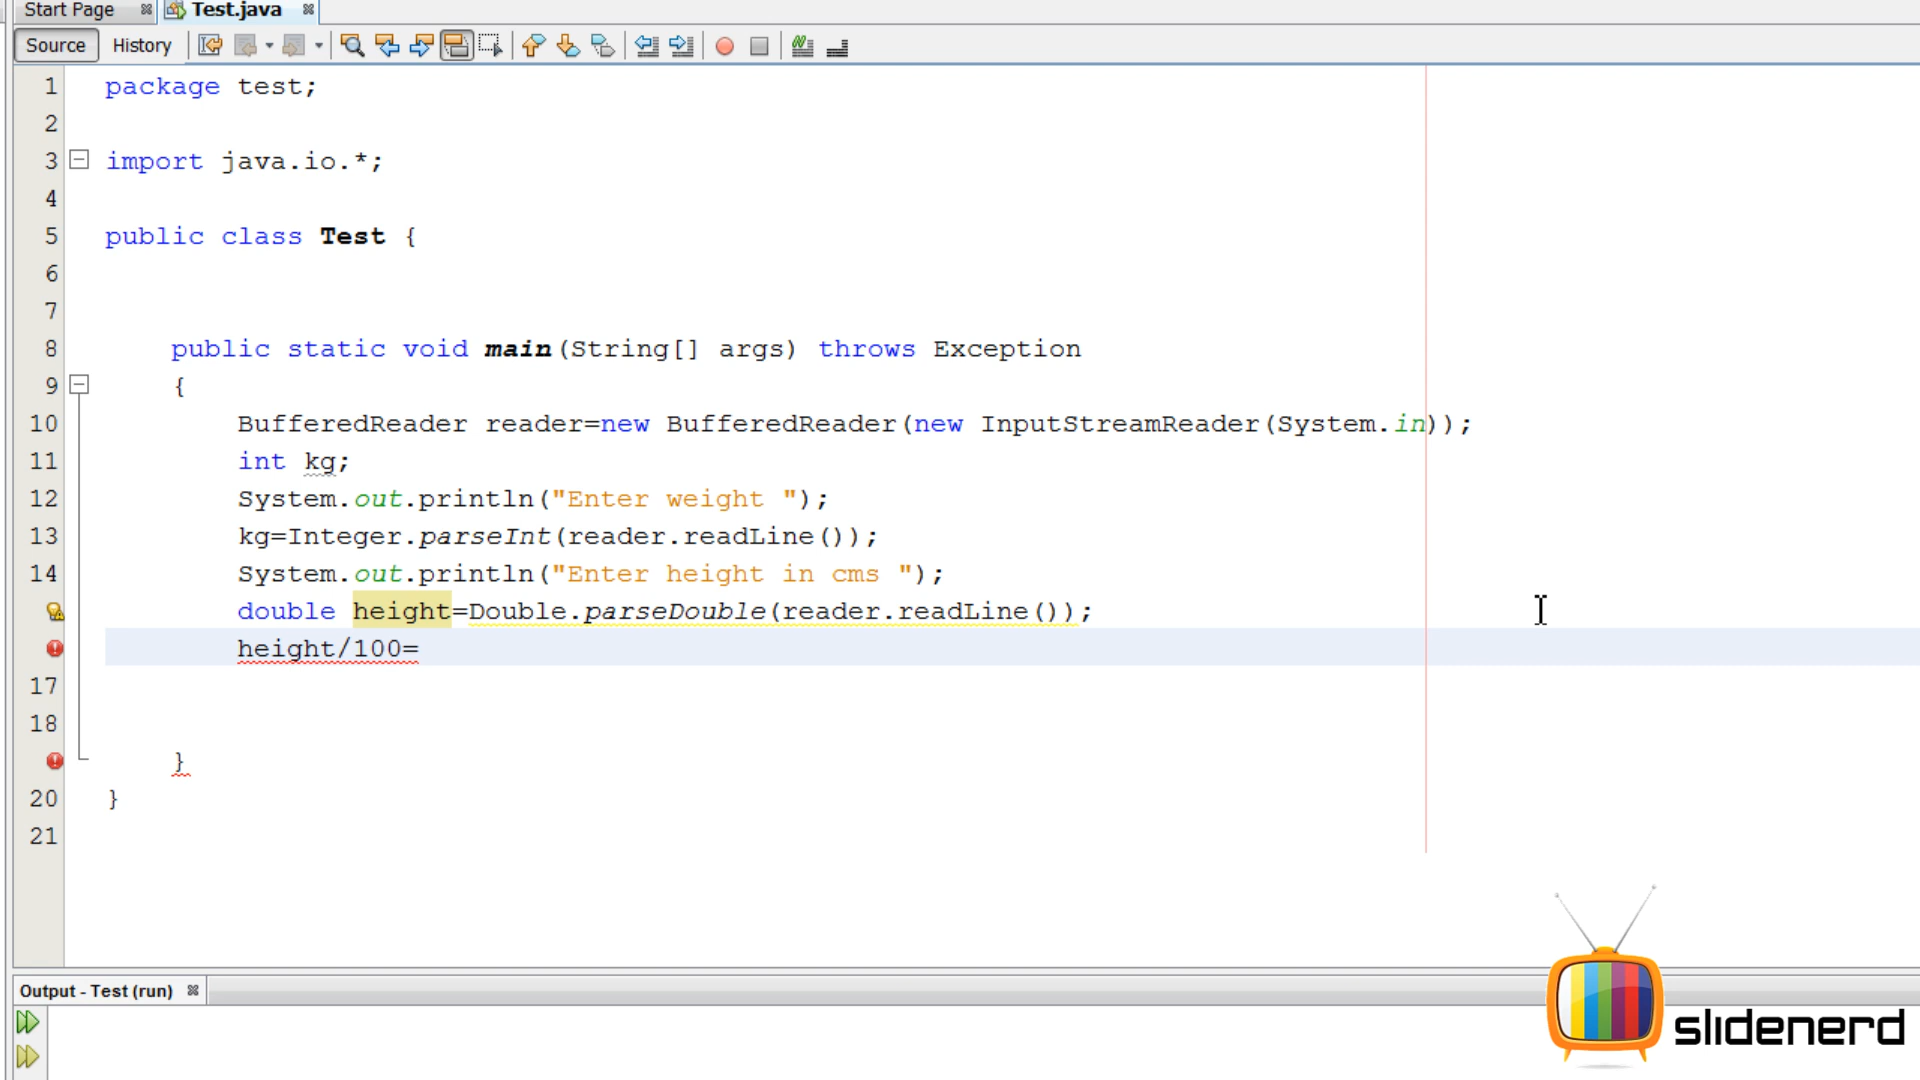 Start Page
Test.java
Source History
1 package test;
2
3 import java.io.*;
4
5 public class Test {
6
7
8 public static void main(String[] args) throws Exception
9 {
10 BufferedReader reader=new BufferedReader(new InputStreamReader(System.in));
11 int kg;
12 System.out.println("Enter weight ");
13 kg=Integer.parseInt(reader.readLine());
14 System.out.println("Enter height in cms ");
double height=Double.parseDouble(reader.readLine());
height/100=
17
18
}
20 }
21
Output - Test (run)
slidenerd